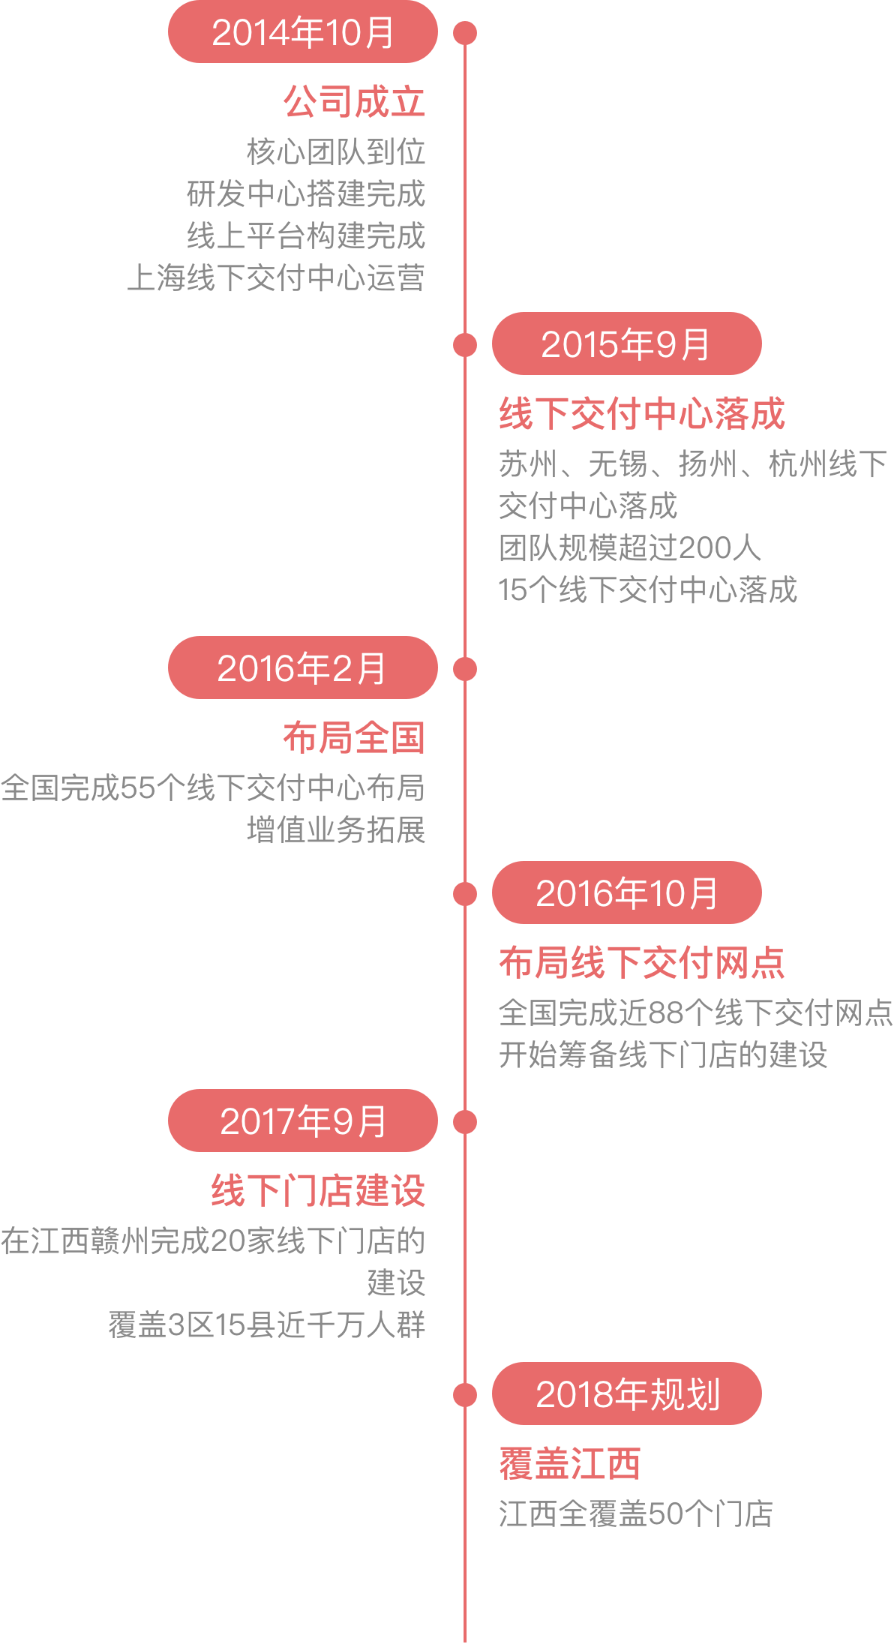 2014年10月
公司成立
核心团队到位
研发中心搭建完成
线上平台构建完成
上海线下交付中心运营
2015年9月
线下交付中心落成
苏州、无锡、扬州、杭州线下
交付中心落成
团队规模超过200人
15个线下交付中心落成
2016年2月
布局全国
全国完成55个线下交付中心布局
增值业务拓展
2016年10月
布局线下交付网点
全国完成近88个线下交付网点
开始筹备线下门店的建设
2017年9月
线下门店建设
在江西赣州完成20家线下门店的
建设
覆盖3区15县近千万人群
2018年规划
覆盖江西
江西全覆盖50个门店